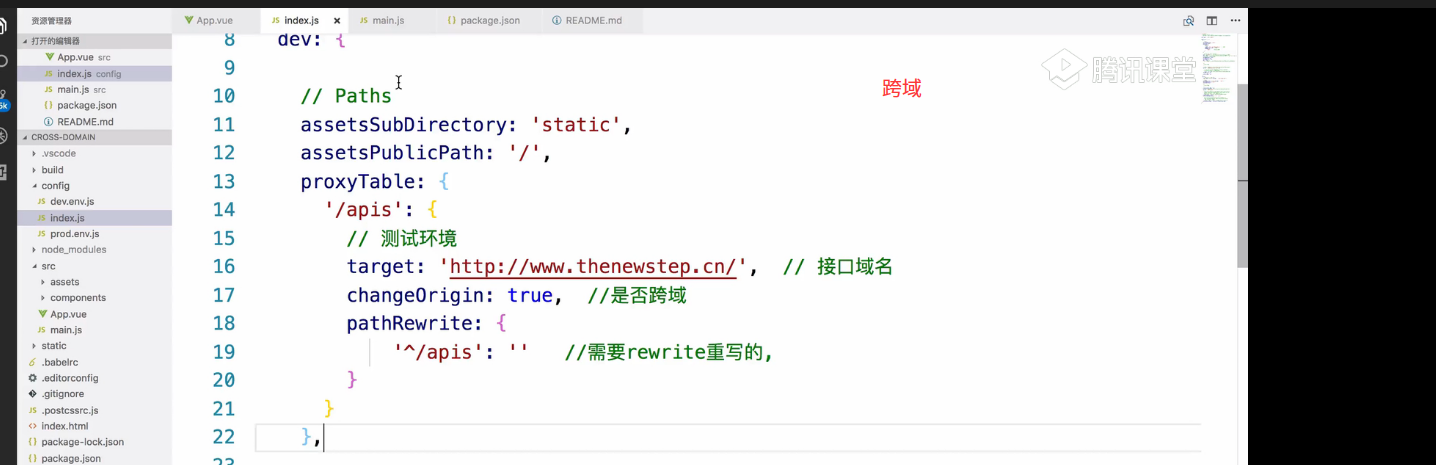 资源管理器
打开的编辑器
App.vue src
index.js config
main.js src
package.json
README.md
CROSS-DOMAIN
.vscode
build
config
dev.env.js
index.js
prod.env.js
node_modules
src
assets
components
App.vue
main.js
static
.babelrc
.editorconfig
.gitignore
.postcssrc.js
index.html
package-lock.json
package.json
App.vue index.js main.js package.json README.md
8 dev: {
9
10 // Paths
11 assetsSubDirectory: 'static',
12 assetsPublicPath: '/',
13 proxyTable: {
14 '/apis': {
15 // 测试环境
16 target: 'http://www.thenewstep.cn/', // 接口域名
17 changeOrigin: true, //是否跨域
18 pathRewrite: {
19 '^/apis': '' //需要rewrite重写的,
20 }
21 }
22 },
23
跨域
腾讯课堂